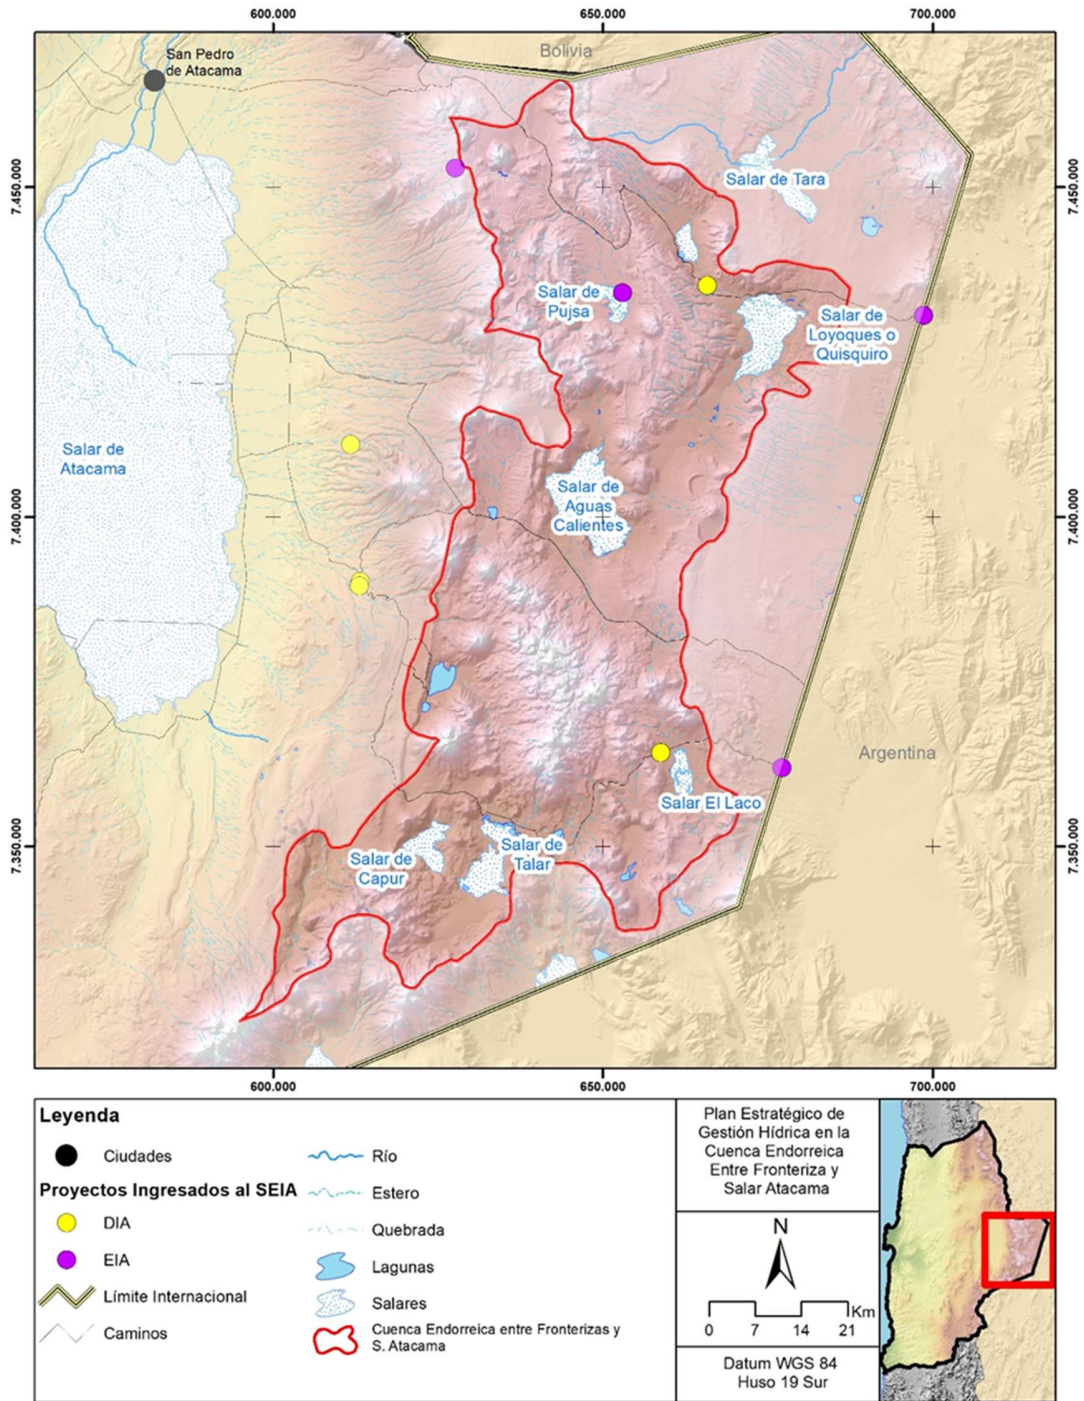 600.000
650.000
700.000
Bolivia
San Pedro
de Atacama
7.450.000
7.450.000
Salar de Tara
Salar de
Pujsa
Salar de
Loyoques o
Quisquiro
Salar de
Atacama
Salar de
Aguas
Calientes
7.400.000
7.400.000
Argentina
Salar El Laco
Salar de
Capur
Salar de
Talar
7.350.000
7.350.000
600.000
650.000
700.000
Leyenda
Ciudades
Proyectos Ingresados al SEIA
DIA
EIA
Límite Internacional
Caminos
Río
Estero
Quebrada
Lagunas
Salares
Cuenca Endorreica entre Fronterizas y
S. Atacama
Plan Estratégico de
Gestión Hídrica en la
Cuenca Endorreica
Entre Fronteriza y
Salar Atacama
N
Km
0 7 14 21
Datum WGS 84
Huso 19 Sur